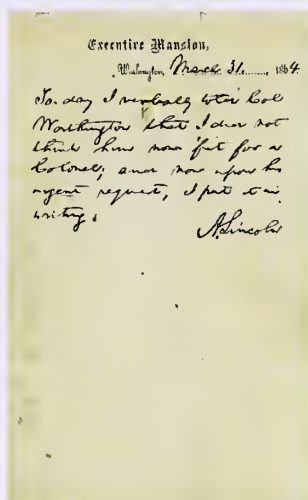 Executive Mansion,
Washington, March 31, 1864.
To-day I verbally told Col
Worthington that I did not
think him now fit for a
Colonel; and now upon his
urgent request, I put it in
writing.
A. Lincoln